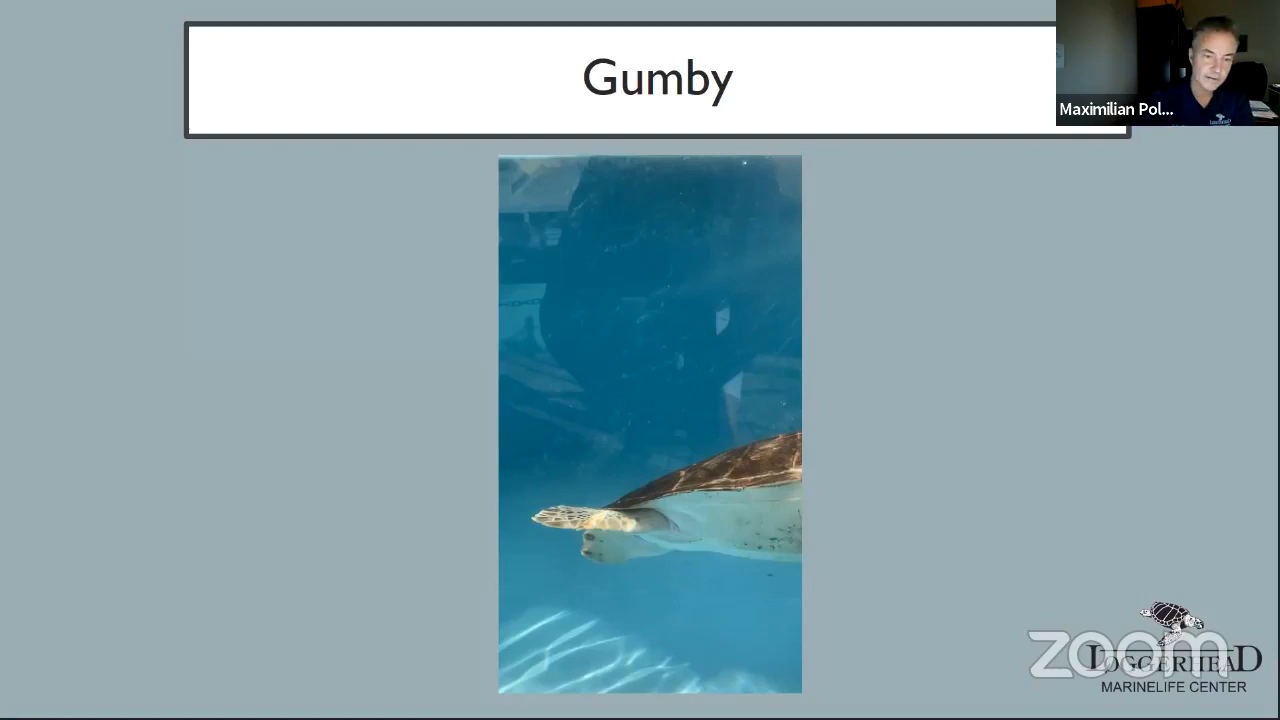 Gumby
Maximilian Pol...
zoom
LOGGERHEAD
MARINELIFE CENTER